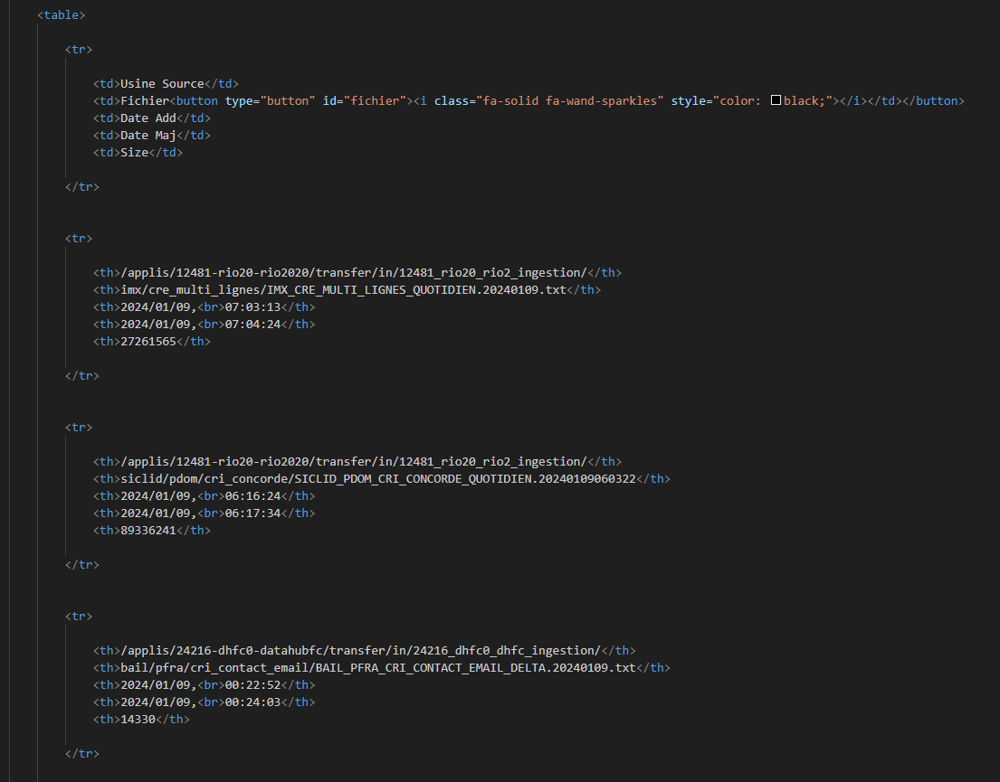 <table>
<tr>
<td>Usine Source</td>
<td>Fichier<button type="button" id="fichier"><i class="fa-solid fa-wand-sparkles" style="color: black;"></i></td></button>
<td>Date Add</td>
<td>Date Maj</td>
<td>Size</td>
</tr>
<tr>
<th>/applis/12481-rio20-rio2020/transfer/in/12481_rio20_rio2_ingestion/</th>
<th>imx/cre_multi_lignes/IMX_CRE_MULTI_LIGNES_QUOTIDIEN.20240109.txt</th>
<th>2024/01/09,<br>07:03:13</th>
<th>2024/01/09,<br>07:04:24</th>
<th>27261565</th>
</tr>
<tr>
<th>/applis/12481-rio20-rio2020/transfer/in/12481_rio20_rio2_ingestion/</th>
<th>siclid/pdom/cri_concorde/SICLID_PDOM_CRI_CONCORDE_QUOTIDIEN.20240109060322</th>
<th>2024/01/09,<br>06:16:24</th>
<th>2024/01/09,<br>06:17:34</th>
<th>89336241</th>
</tr>
<tr>
<th>/applis/24216-dhfc0-datahubfc/transfer/in/24216_dhfc0_dhfc_ingestion/</th>
<th>bail/pfra/cri_contact_email/BAIL_PFRA_CRI_CONTACT_EMAIL_DELTA.20240109.txt</th>
<th>2024/01/09,<br>00:22:52</th>
<th>2024/01/09,<br>00:24:03</th>
<th>14330</th>
</tr>